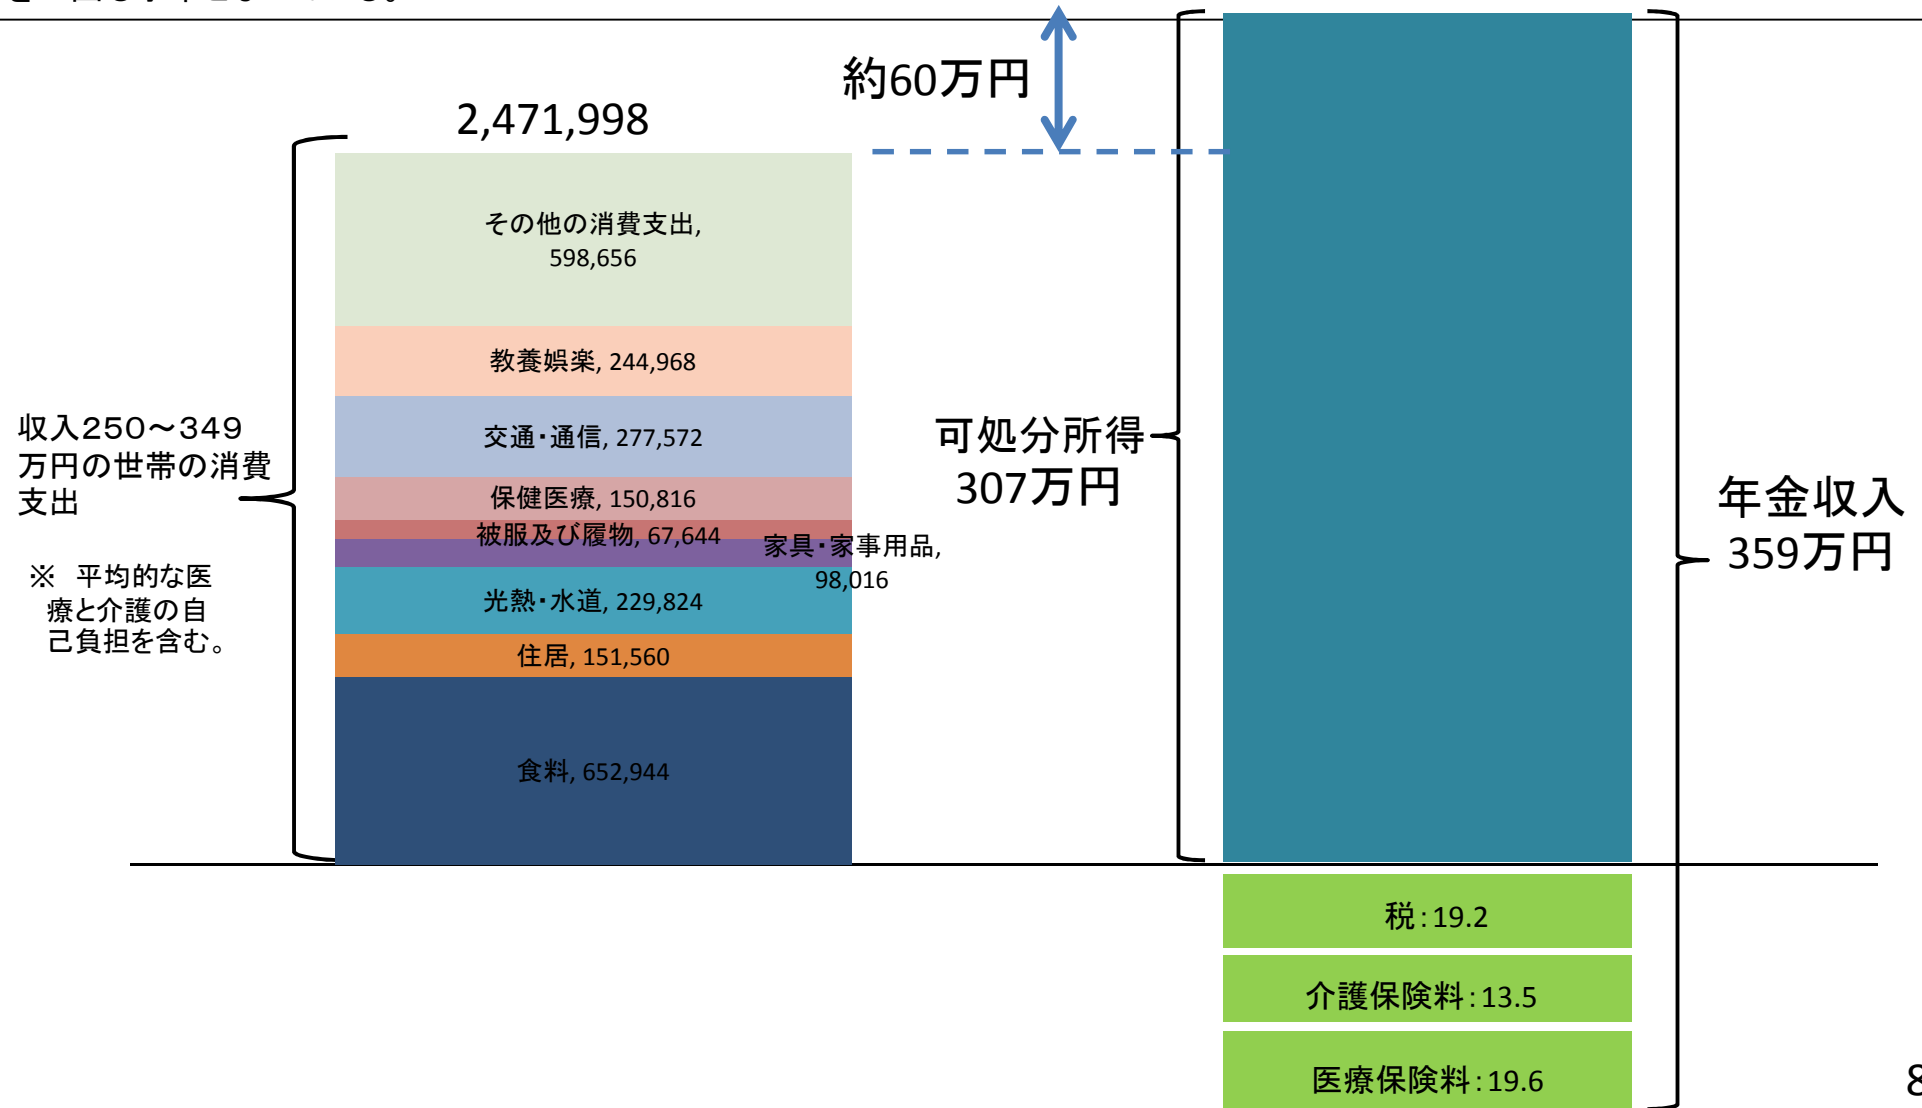 約60万円
2,471,998
その他の消費支出,
598,656
教養娯楽, 244,968
交通・通信, 277,572
保健医療, 150,816
被服及び履物, 67,644
家具・家事用品,
98,016
光熱・水道, 229,824
住居, 151,560
食料, 652,944
収入250～349
万円の世帯の消費
支出
※ 平均的な医
療と介護の自
己負担を含む。
可処分所得
307万円
年金収入
359万円
税：19.2
介護保険料：13.5
医療保険料：19.6
8